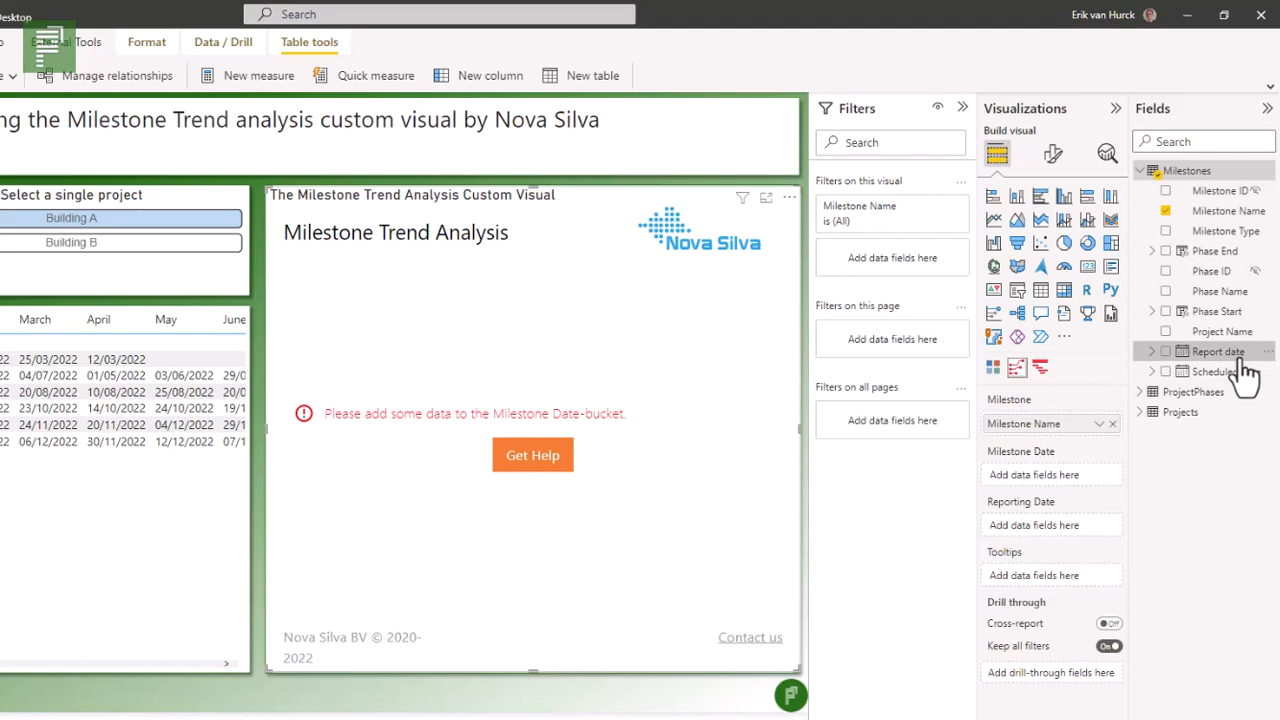 Desktop
Search
Erik van Hurck
External Tools
Format
Data / Drill
Table tools
Manage relationships
New measure
Quick measure
New column
New table
ng the Milestone Trend analysis custom visual by Nova Silva
Select a single project
Building A
Building B
March April May June
25/03/2022 12/03/2022
04/07/2022 01/05/2022 03/06/2022 29/0
20/08/2022 10/08/2022 25/08/2022 20/0
23/10/2022 14/10/2022 24/10/2022 19/1
24/11/2022 20/11/2022 04/12/2022 29/1
06/12/2022 30/11/2022 12/12/2022 07/1
The Milestone Trend Analysis Custom Visual
Milestone Trend Analysis
Nova Silva
Please add some data to the Milestone Date-bucket.
Get Help
Nova Silva BV © 2020-
2022
Contact us
Filters
Search
Filters on this visual
Milestone Name
is (All)
Add data fields here
Filters on this page
Add data fields here
Filters on all pages
Add data fields here
Visualizations
Build visual
R
Py
Milestone
Milestone Name
Milestone Date
Add data fields here
Reporting Date
Add data fields here
Tooltips
Add data fields here
Drill through
Cross-report
Off
Keep all filters
On
Add drill-through fields here
Fields
Search
Milestones
Milestone ID
Milestone Name
Milestone Type
Phase End
Phase ID
Phase Name
Phase Start
Project Name
Report date
ProjectPhases
Projects